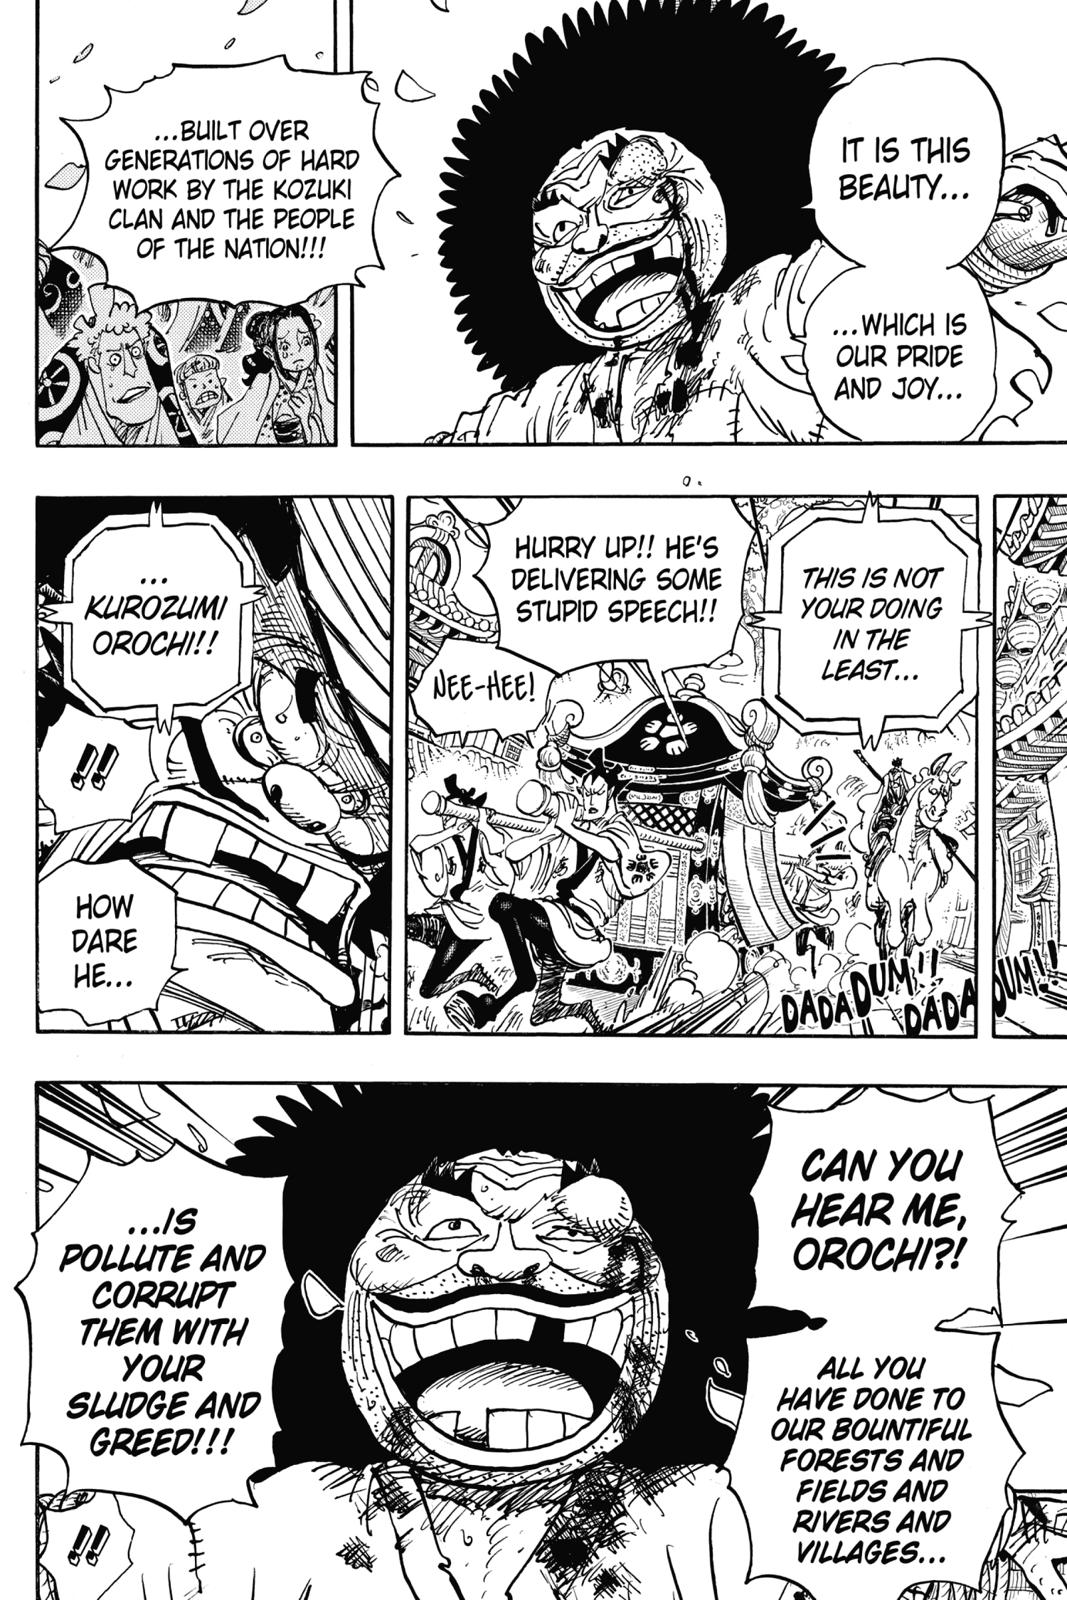 IT IS THIS
BEAUTY...
...WHICH IS
OUR PRIDE
AND JOY...
...BUILT OVER
GENERATIONS OF HARD
WORK BY THE KOZUKI
CLAN AND THE PEOPLE
OF THE NATION!!!
THIS IS NOT
YOUR DOING
IN THE
LEAST...
HURRY UP!! HE'S
DELIVERING SOME
STUPID SPEECH!!
NEE-HEE!
DADADUM!!
DADADUM!!
...
KUROZUMI
OROCHI!!
!!
HOW
DARE
HE...
CAN YOU
HEAR ME,
OROCHI?!
ALL YOU
HAVE DONE TO
OUR BOUNTIFUL
FORESTS AND
FIELDS AND
RIVERS AND
VILLAGES...
...IS
POLLUTE AND
CORRUPT
THEM WITH
YOUR
SLUDGE AND
GREED!!!
!!